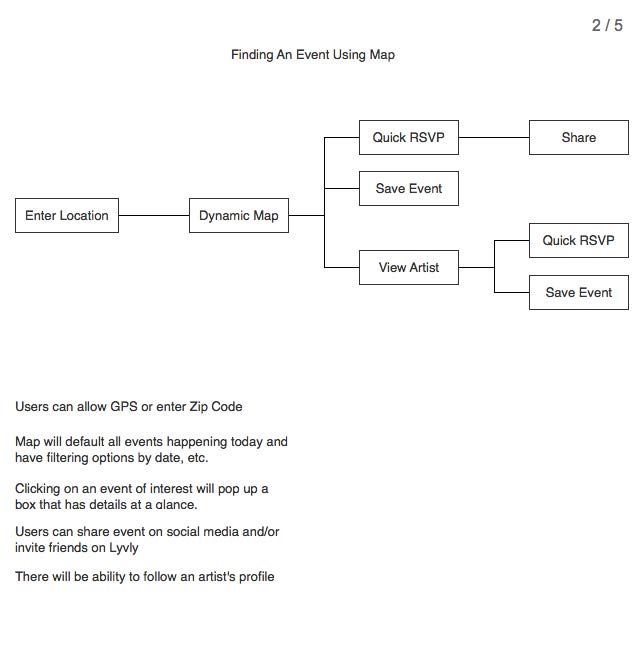 2 / 5
Finding An Event Using Map
Quick RSVP
Share
Save Event
Enter Location
Dynamic Map
Quick RSVP
View Artist
Save Event
Users can allow GPS or enter Zip Code
Map will default all events happening today and
have filtering options by date, etc.
Clicking on an event of interest will pop up a
box that has details at a glance.
Users can share event on social media and/or
invite friends on Lyvly
There will be ability to follow an artist's profile